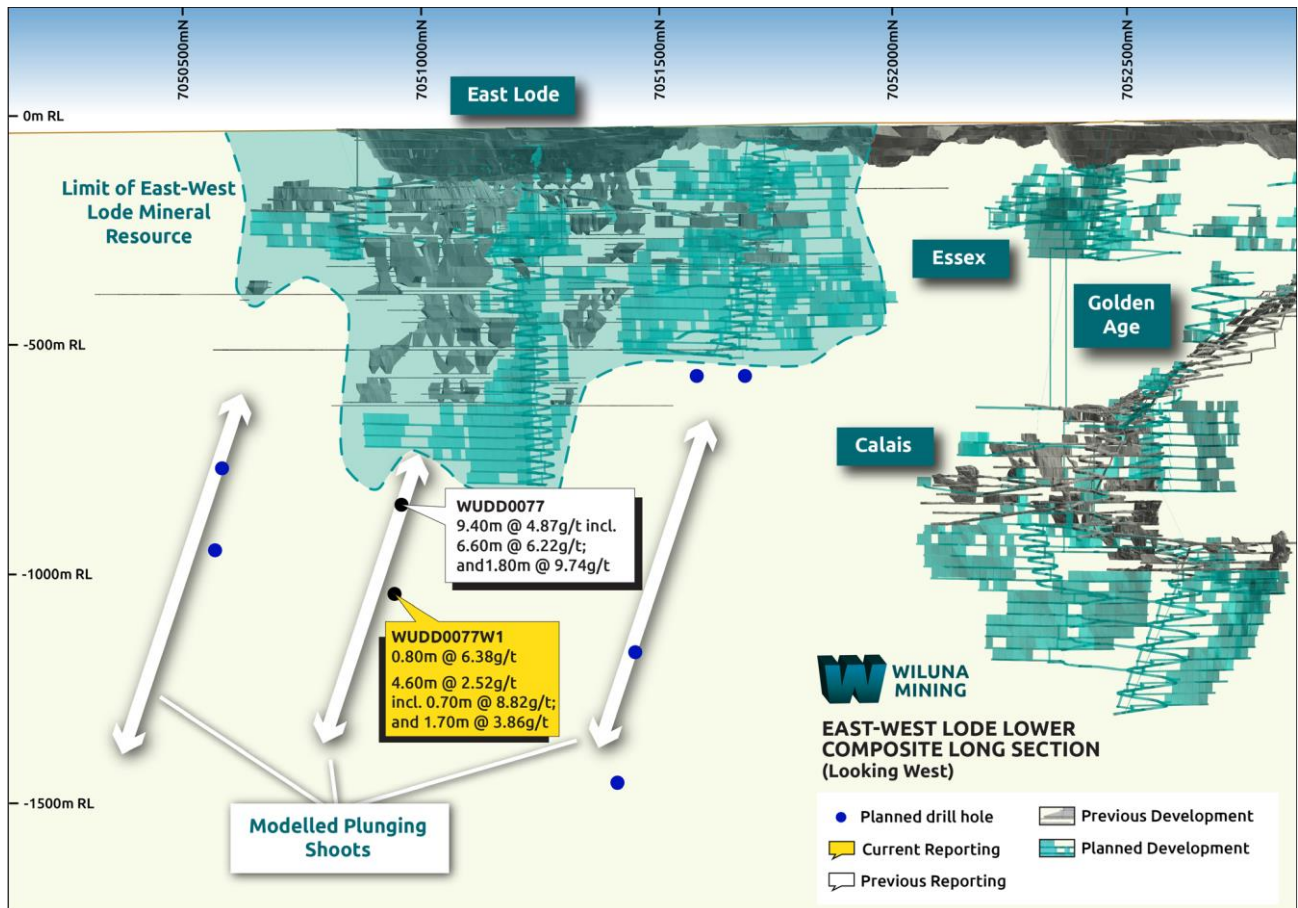 7050500mN
7051000mN
7051500mN
7052000mN
7052500mN
East Lode
0m RL
Limit of East-West
Lode Mineral
Resource
Essex
Golden
Age
-500m RL
Calais
WUDD0077
9.40m @ 4.87g/t incl.
6.60m @ 6.22g/t;
and1.80m @ 9.74g/t
-1000m RL
WUDD0077W1
0.80m @ 6.38g/t
4.60m @ 2.52g/t
incl. 0.70m @ 8.82g/t;
and 1.70m @ 3.86g/t
WILUNA
MINING
EAST-WEST LODE LOWER
COMPOSITE LONG SECTION
(Looking West)
-1500m RL
Modelled Plunging
Shoots
Planned drill hole
Previous Development
Current Reporting
Planned Development
Previous Reporting